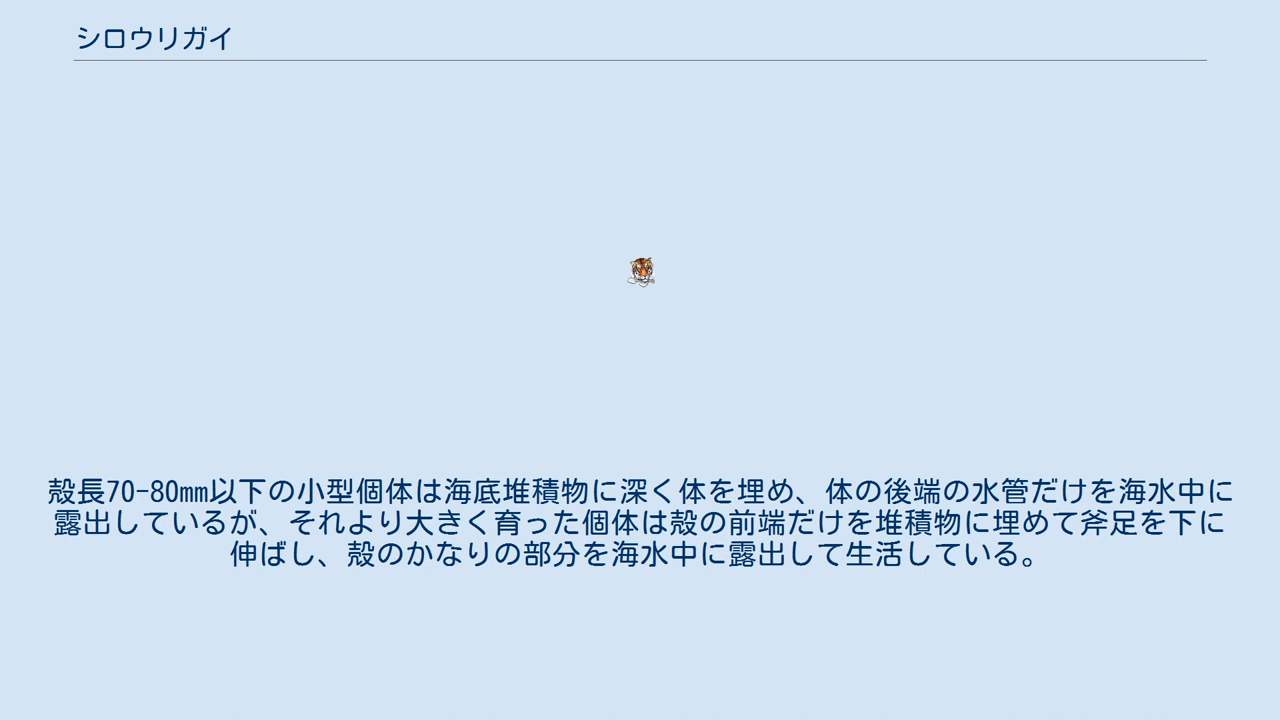 シロウリガイ
殻長70-80mm以下の小型個体は海底堆積物に深く体を埋め、体の後端の水管だけを海水中に
露出しているが、それより大きく育った個体は殻の前端だけを堆積物に埋めて斧足を下に
伸ばし、殻のかなりの部分を海水中に露出して生活している。